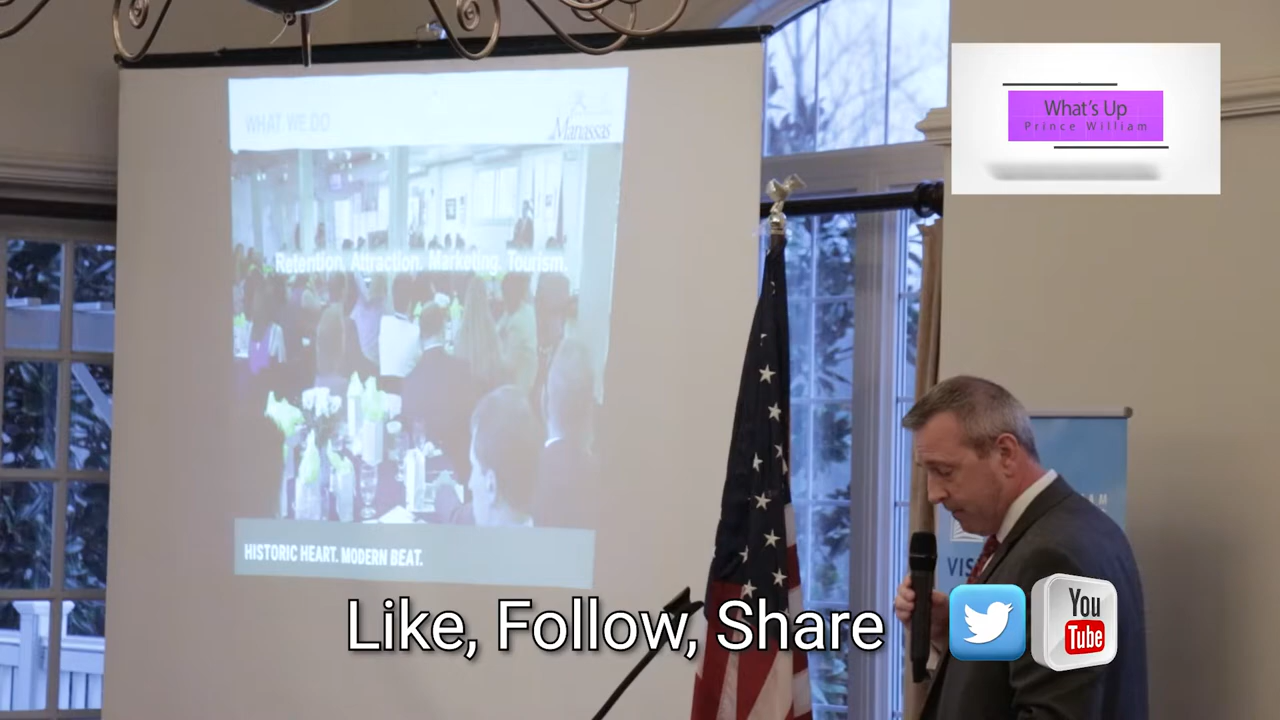 WHAT WE DO
Manassas
Retention. Attraction. Marketing. Tourism.
HISTORIC HEART. MODERN BEAT.
What's Up
Prince William
VIS
Like, Follow, Share
You
Tube